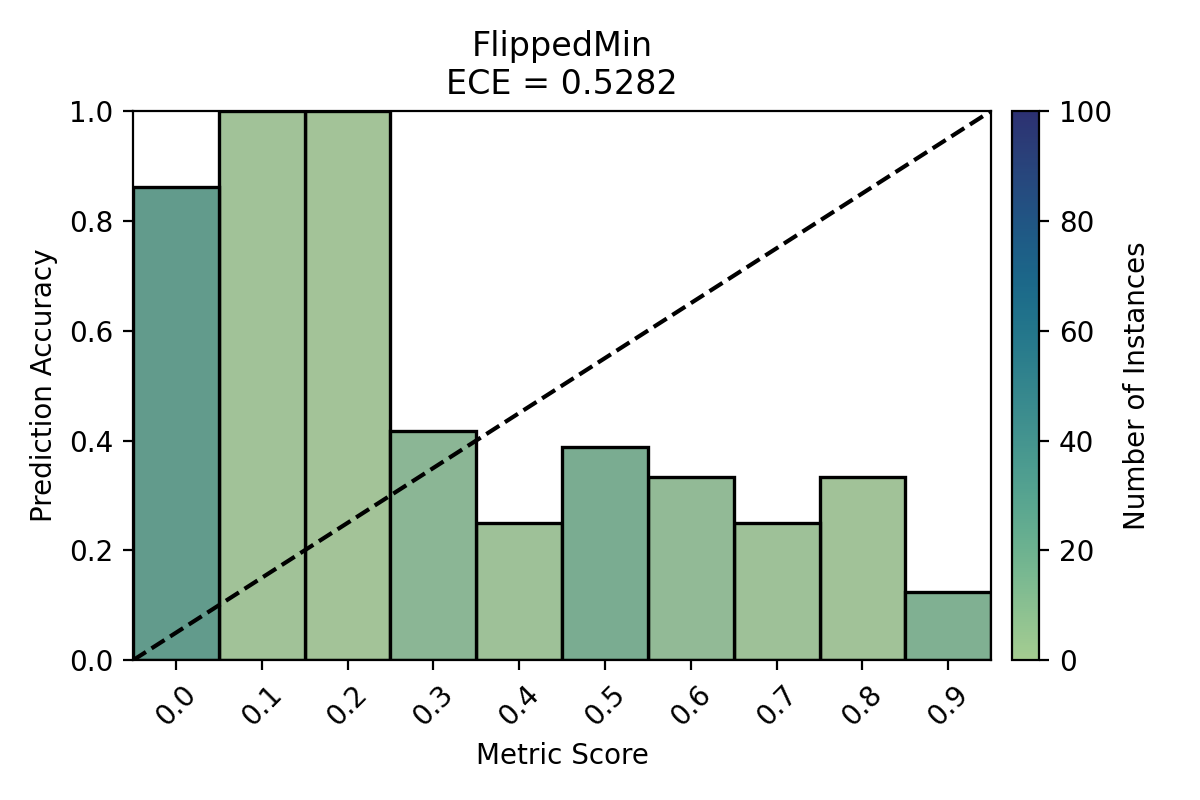 FlippedMin
ECE = 0.5282
Prediction Accuracy
1.0
0.8
0.6
0.4
0.2
0.0
0.0 0.1 0.2 0.3 0.4 0.5 0.6 0.7 0.8 0.9
Metric Score
100
80
60
40
20
0
Number of Instances